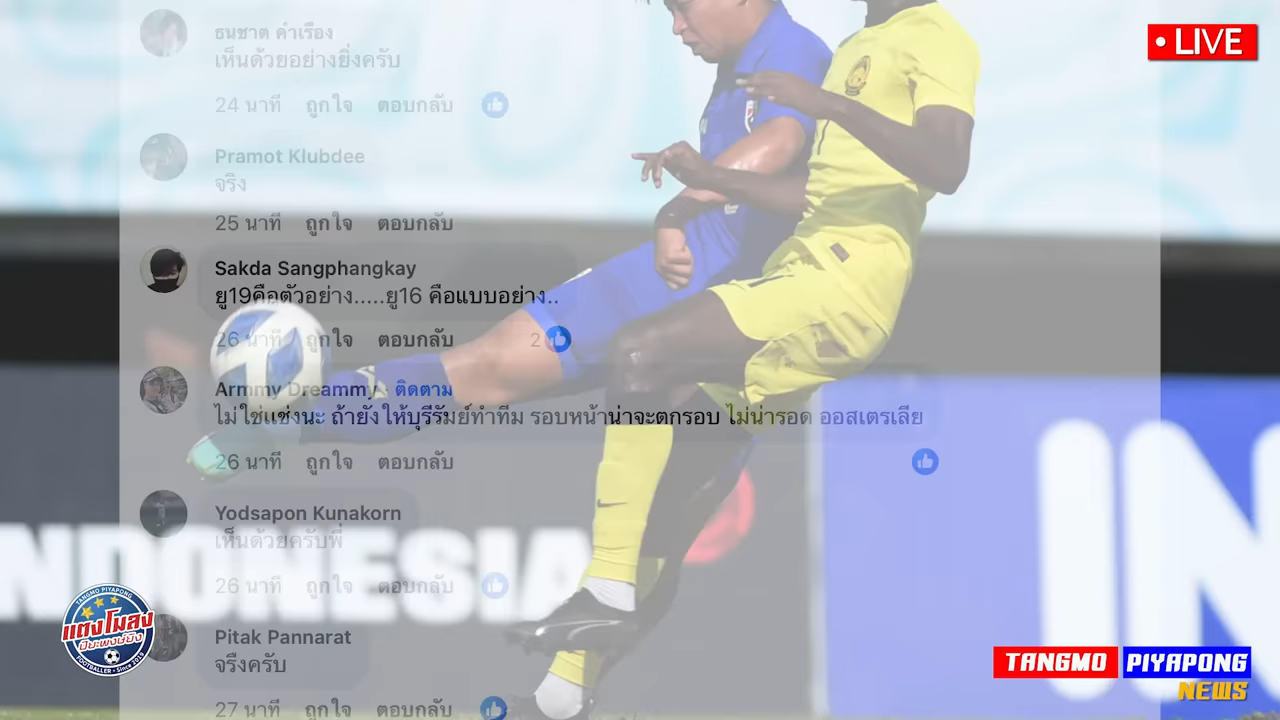 ธนชาต คำเรือง
เห็นด้วยอย่างยิ่งครับ
24 นาที ถูกใจ ตอบกลับ
• LIVE
Pramot Klubdee
จริง
25 นาที ถูกใจ ตอบกลับ
Sakda Sangphangkay
ยู19คือตัวอย่าง.....ยู16 คือแบบอย่าง..
26 นาที ถูกใจ ตอบกลับ 2
Armmy Dreammy · ติดตาม
ไม่ใช่แช่งนะ ถ้ายังให้บุรีรัมย์ทำทีม รอบหน้าน่าจะตกรอบ ไม่น่ารอด ออสเตรเลีย
26 นาที ถูกใจ ตอบกลับ
Yodsapon Kunakorn
เห็นด้วยครับพี่
26 นาที ถูกใจ ตอบกลับ
Pitak Pannarat
จรืงครับ
27 นาที ถูกใจ ตอบกลับ
NDONESIA
IN
TANGMO PIYAPONG
แตงโมลง
ปิยะพงษ์ยิง
FOOTBALLER • Since 2019
TANGMO PIYAPONG
NEWS